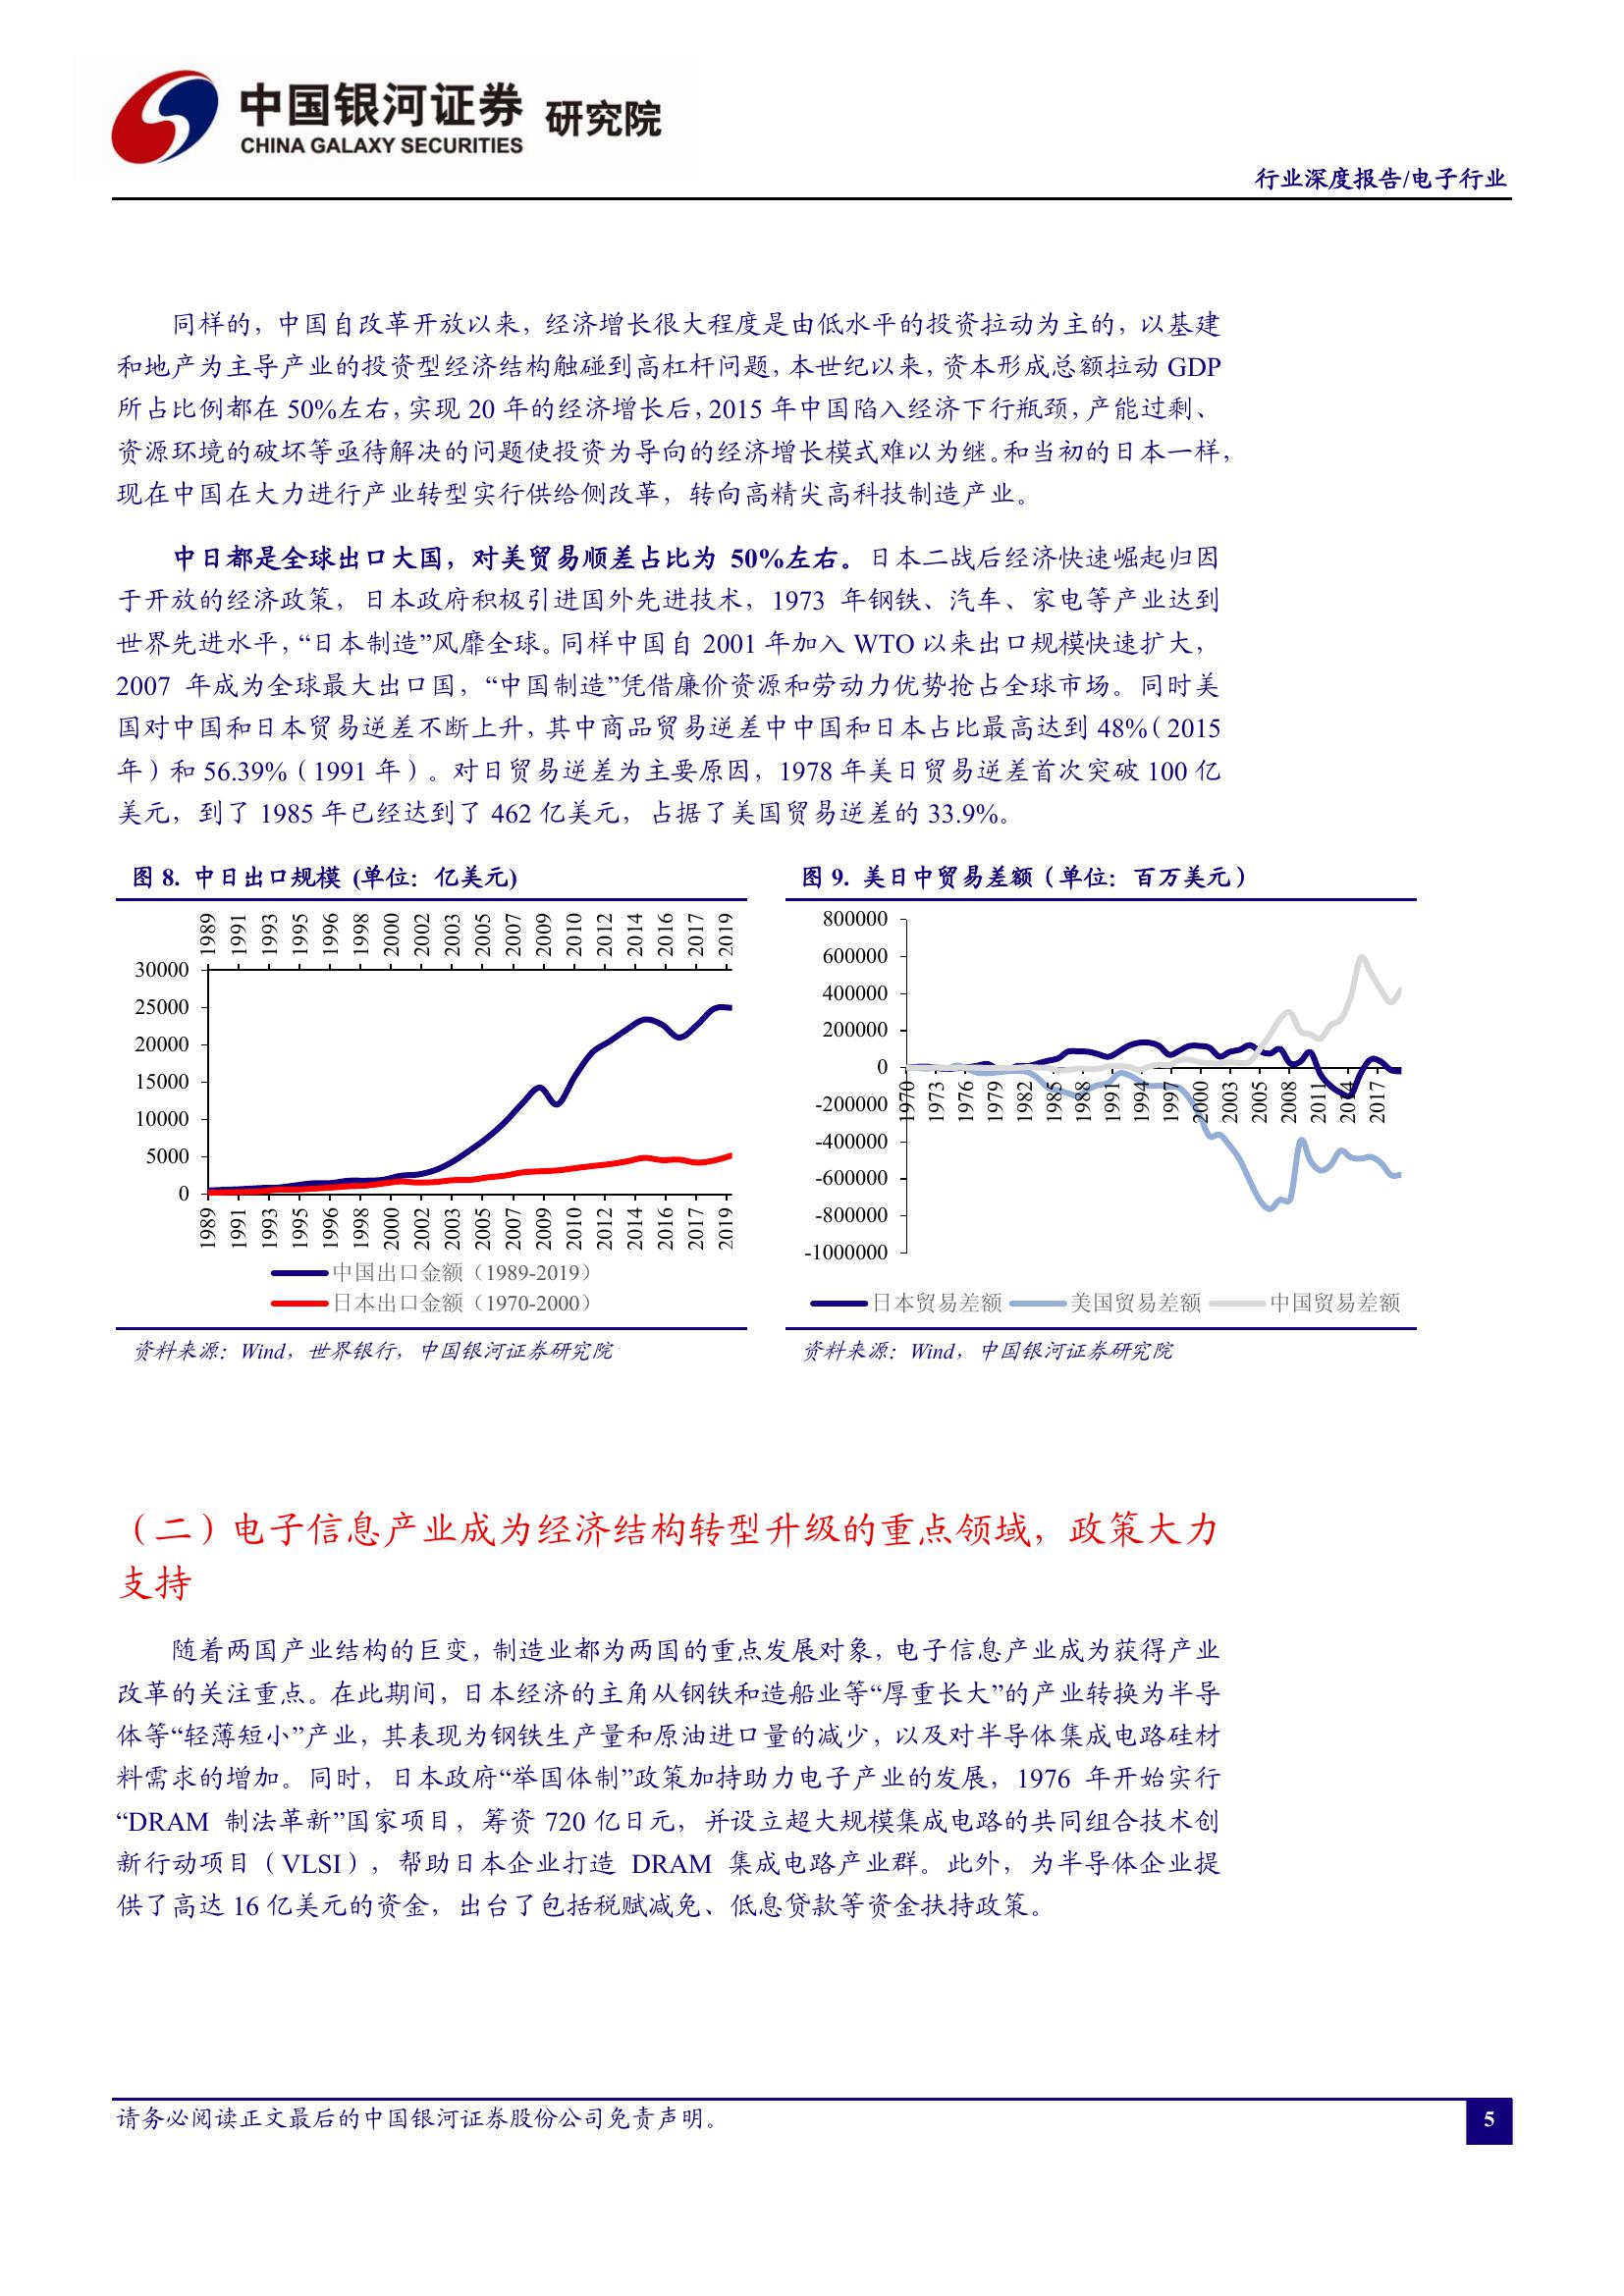 中国银河证券 研究院
CHINA GALAXY SECURITIES
行业深度报告/电子行业
同样的，中国自改革开放以来，经济增长很大程度是由低水平的投资拉动为主的，以基建
和地产为主导产业的投资型经济结构触碰到高杠杆问题，本世纪以来，资本形成总额拉动 GDP
所占比例都在 50%左右，实现 20 年的经济增长后，2015 年中国陷入经济下行瓶颈，产能过剩、
资源环境的破坏等亟待解决的问题使投资为导向的经济增长模式难以为继。和当初的日本一样，
现在中国在大力进行产业转型实行供给侧改革，转向高精尖高科技制造产业。
中日都是全球出口大国，对美贸易顺差占比为 50%左右。日本二战后经济快速崛起归因
于开放的经济政策，日本政府积极引进国外先进技术，1973 年钢铁、汽车、家电等产业达到
世界先进水平，“日本制造”风靡全球。同样中国自 2001 年加入 WTO 以来出口规模快速扩大，
2007 年成为全球最大出口国，“中国制造”凭借廉价资源和劳动力优势抢占全球市场。同时美
国对中国和日本贸易逆差不断上升，其中商品贸易逆差中中国和日本占比最高达到 48%（2015
年）和 56.39%（1991 年）。对日贸易逆差为主要原因，1978 年美日贸易逆差首次突破 100 亿
美元，到了 1985 年已经达到了 462 亿美元，占据了美国贸易逆差的 33.9%。
图 8. 中日出口规模 (单位：亿美元)
1989 1991 1993 1995 1996 1998 2000 2002 2003 2005 2007 2009 2010 2012 2014 2016 2017 2019
30000
25000
20000
15000
10000
5000
0
1989 1991 1993 1995 1996 1998 2000 2002 2003 2005 2007 2009 2010 2012 2014 2016 2017 2019
中国出口金额（1989-2019）
日本出口金额（1970-2000）
资料来源：Wind，世界银行，中国银河证券研究院
图 9. 美日中贸易差额（单位：百万美元）
800000
600000
400000
200000
0
-200000
-400000
-600000
-800000
-1000000
1970 1973 1976 1979 1982 1985 1988 1991 1994 1997 2000 2003 2005 2008 2011 2014 2017
日本贸易差额 美国贸易差额 中国贸易差额
资料来源：Wind，中国银河证券研究院
（二）电子信息产业成为经济结构转型升级的重点领域，政策大力
支持
随着两国产业结构的巨变，制造业都为两国的重点发展对象，电子信息产业成为获得产业
改革的关注重点。在此期间，日本经济的主角从钢铁和造船业等“厚重长大”的产业转换为半导
体等“轻薄短小”产业，其表现为钢铁生产量和原油进口量的减少，以及对半导体集成电路硅材
料需求的增加。同时，日本政府“举国体制”政策加持助力电子产业的发展，1976 年开始实行
“DRAM 制法革新”国家项目，筹资 720 亿日元，并设立超大规模集成电路的共同组合技术创
新行动项目（VLSI），帮助日本企业打造 DRAM 集成电路产业群。此外，为半导体企业提
供了高达 16 亿美元的资金，出台了包括税赋减免、低息贷款等资金扶持政策。
请务必阅读正文最后的中国银河证券股份公司免责声明。
5